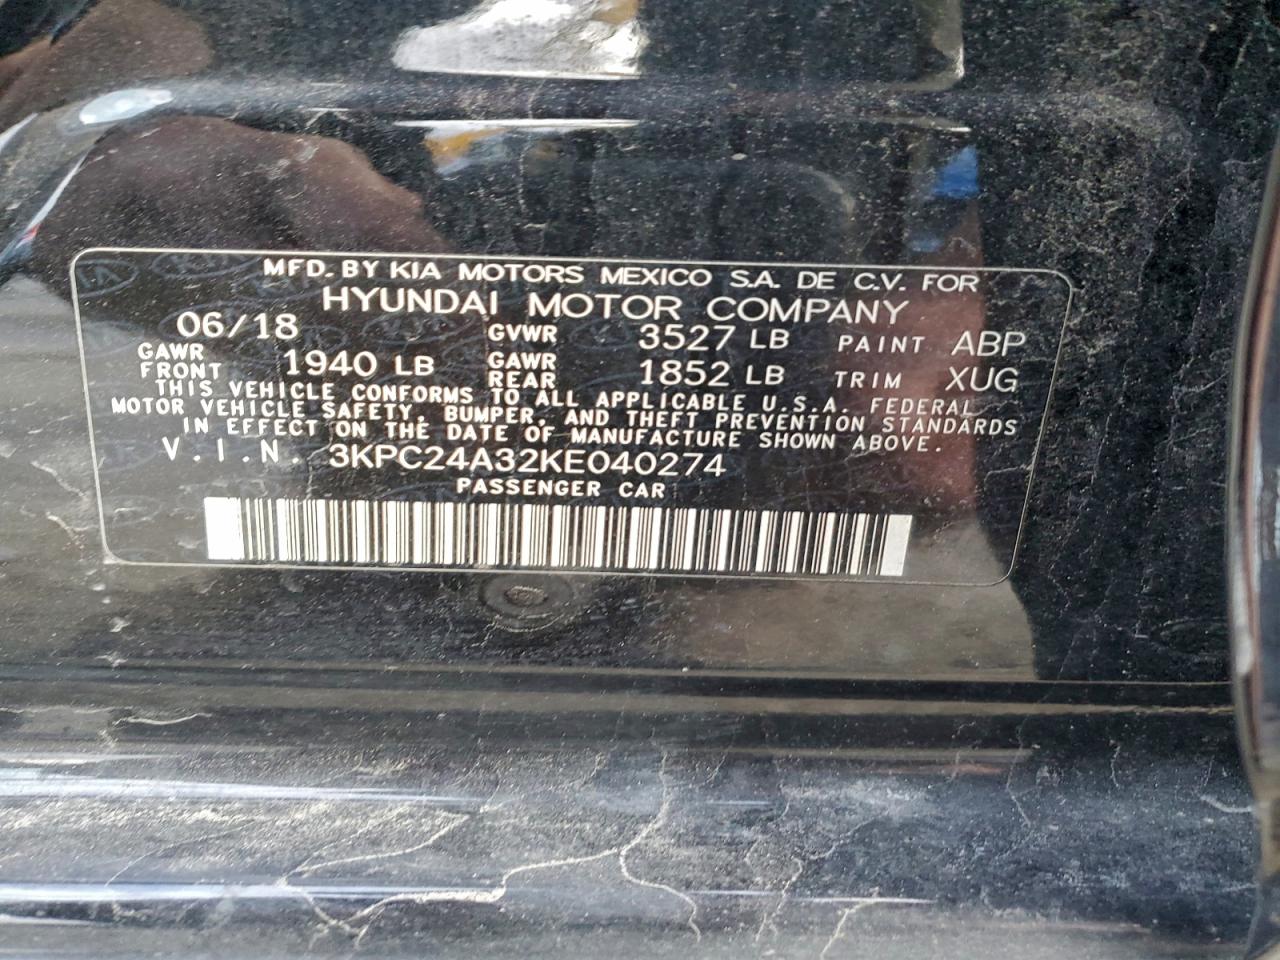 MFD. BY KIA MOTORS MEXICO S.A. DE C.V. FOR
HYUNDAI MOTOR COMPANY
06/18 GVWR 3527 LB PAINT ABP
GAWR FRONT 1940 LB GAWR REAR 1852 LB TRIM XUG
THIS VEHICLE CONFORMS TO ALL APPLICABLE U.S.A. FEDERAL
MOTOR VEHICLE SAFETY, BUMPER, AND THEFT PREVENTION STANDARDS
IN EFFECT ON THE DATE OF MANUFACTURE SHOWN ABOVE.
V.I.N. 3KPC24A32KE040274
PASSENGER CAR